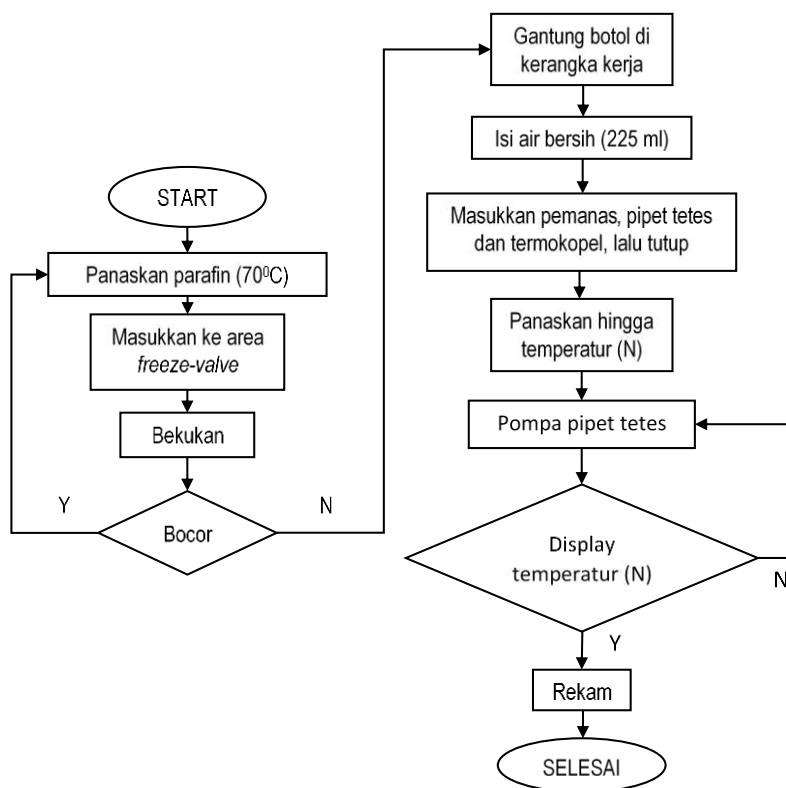 START
Panaskan parafin (70⁰C)
Masukkan ke area
freeze-valve
Bekukan
Bocor
Y
N
Gantung botol di
kerangka kerja
Isi air bersih (225 ml)
Masukkan pemanas, pipet tetes
dan termokopel, lalu tutup
Panaskan hingga
temperatur (N)
Pompa pipet tetes
Display
temperatur (N)
N
Y
Rekam
SELESAI